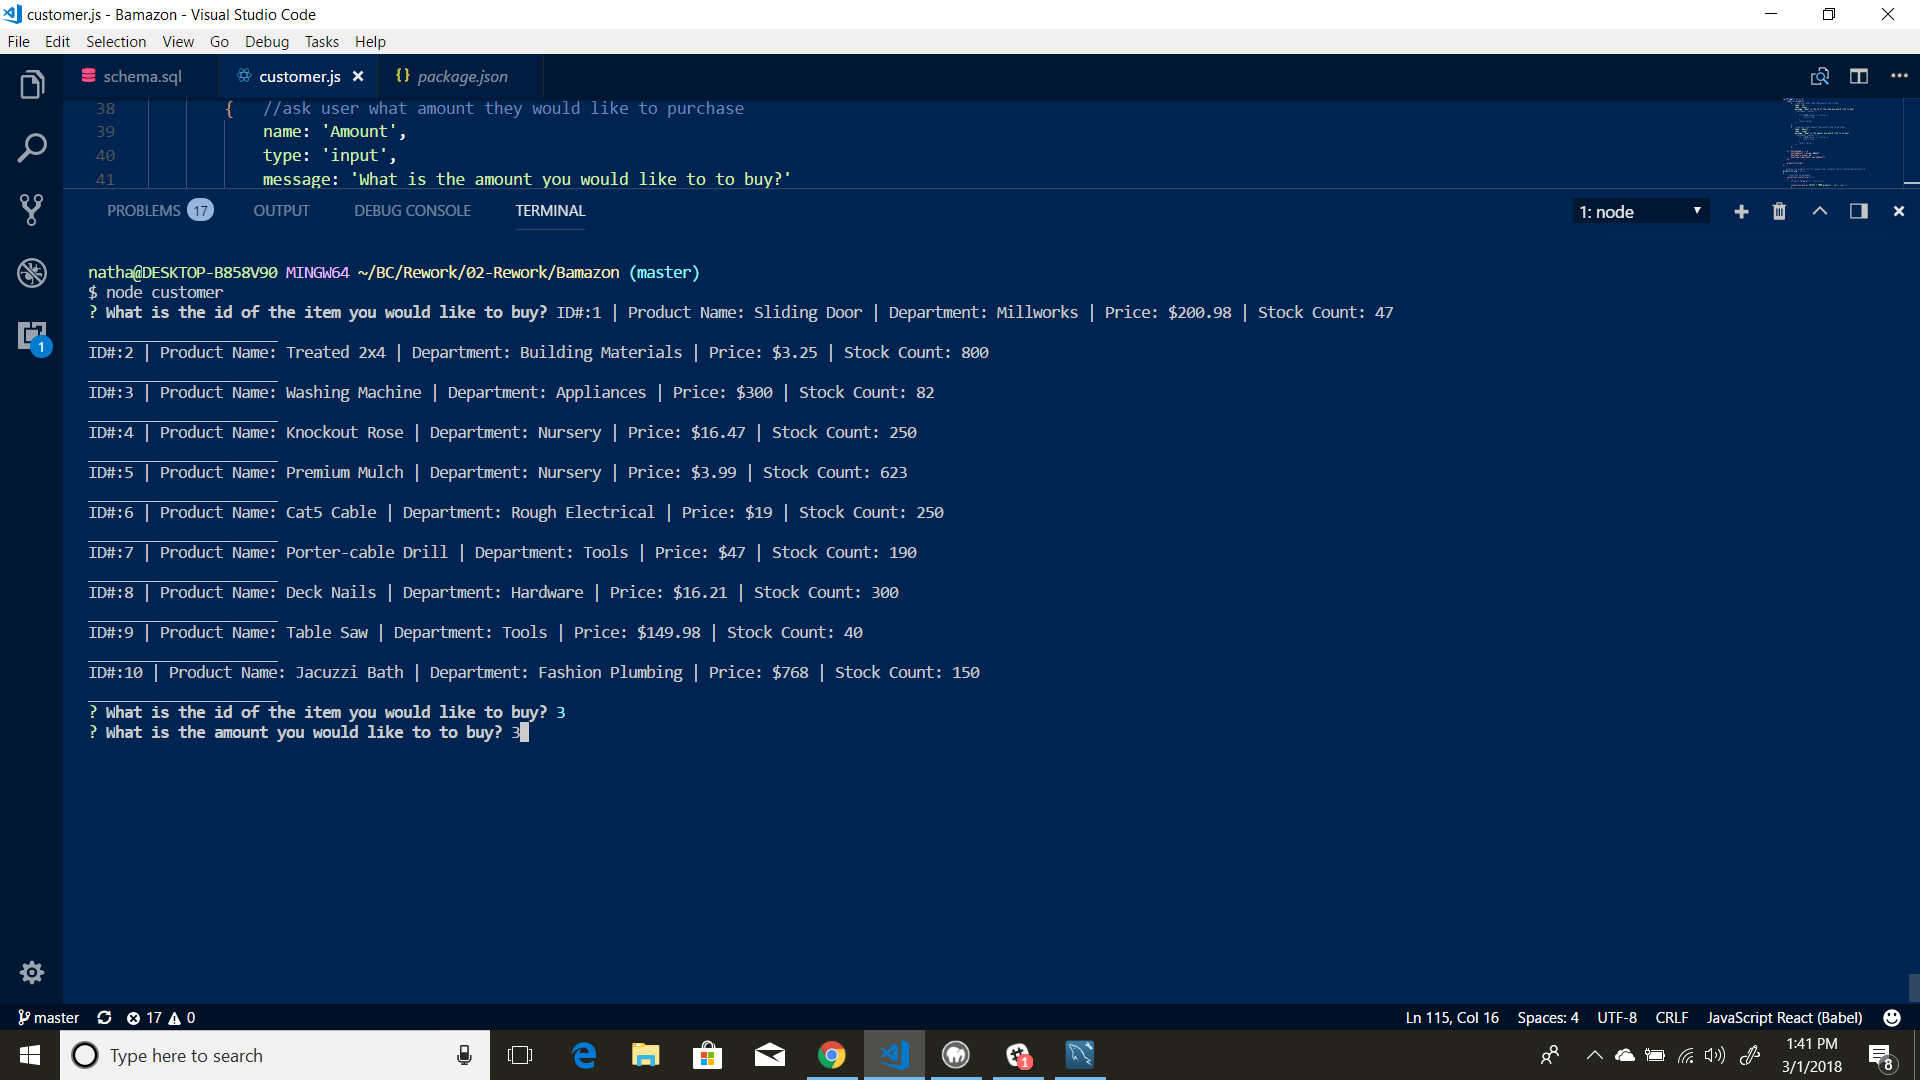 customer.js - Bamazon - Visual Studio Code
File Edit Selection View Go Debug Tasks Help
schema.sql customer.js package.json
38 { //ask user what amount they would like to purchase
39 name: 'Amount',
40 type: 'input',
41 message: 'What is the amount you would like to to buy?'
PROBLEMS 17 OUTPUT DEBUG CONSOLE TERMINAL 1: node
natha@DESKTOP-B858V90 MINGW64 ~/BC/Rework/02-Rework/Bamazon (master)
$ node customer
? What is the id of the item you would like to buy? ID#:1 | Product Name: Sliding Door | Department: Millworks | Price: $200.98 | Stock Count: 47
_____________________
ID#:2 | Product Name: Treated 2x4 | Department: Building Materials | Price: $3.25 | Stock Count: 800
_____________________
ID#:3 | Product Name: Washing Machine | Department: Appliances | Price: $300 | Stock Count: 82
_____________________
ID#:4 | Product Name: Knockout Rose | Department: Nursery | Price: $16.47 | Stock Count: 250
_____________________
ID#:5 | Product Name: Premium Mulch | Department: Nursery | Price: $3.99 | Stock Count: 623
_____________________
ID#:6 | Product Name: Cat5 Cable | Department: Rough Electrical | Price: $19 | Stock Count: 250
_____________________
ID#:7 | Product Name: Porter-cable Drill | Department: Tools | Price: $47 | Stock Count: 190
_____________________
ID#:8 | Product Name: Deck Nails | Department: Hardware | Price: $16.21 | Stock Count: 300
_____________________
ID#:9 | Product Name: Table Saw | Department: Tools | Price: $149.98 | Stock Count: 40
_____________________
ID#:10 | Product Name: Jacuzzi Bath | Department: Fashion Plumbing | Price: $768 | Stock Count: 150
_____________________
? What is the id of the item you would like to buy? 3
? What is the amount you would like to to buy? 3
1
master 17 0 Ln 115, Col 16 Spaces: 4 UTF-8 CRLF JavaScript React (Babel)
Type here to search
1
1:41 PM
3/1/2018
8